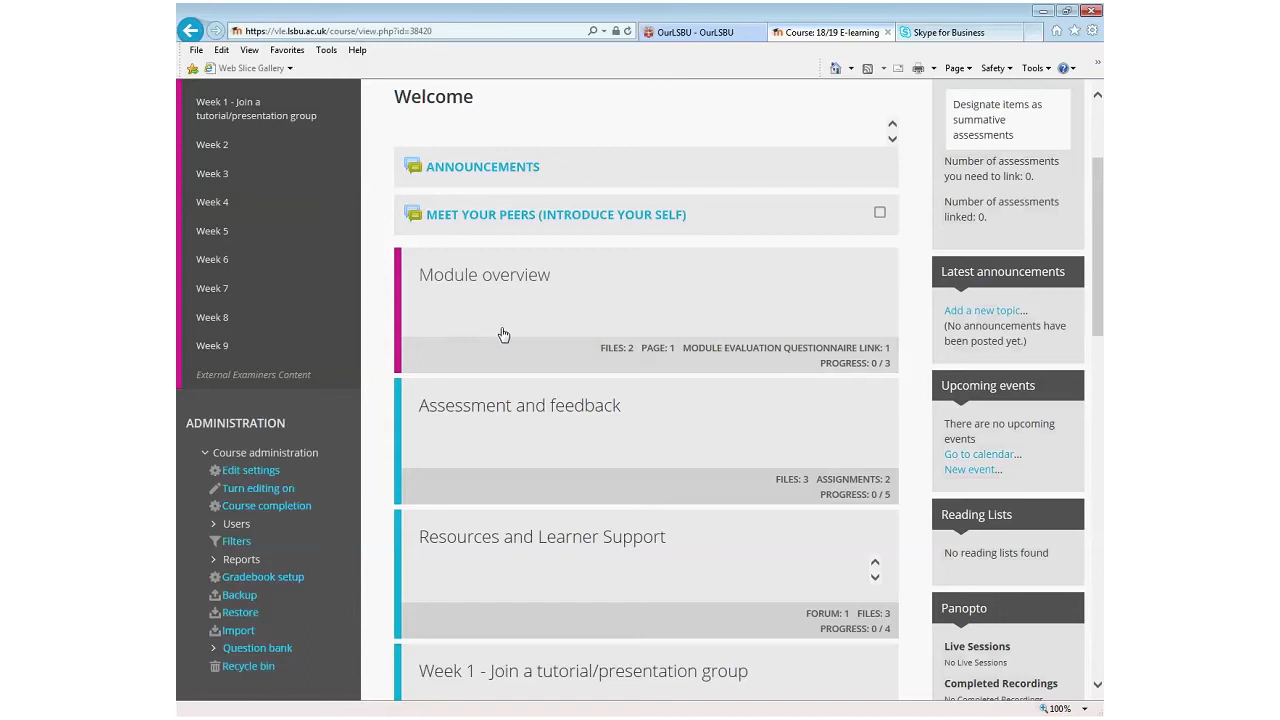 https://vle.lsbu.ac.uk/course/view.php?id=38420
OurLSBU - OurLSBU
Course: 18/19 E-learning
Skype for Business
File Edit View Favorites Tools Help
Web Slice Gallery
Page Safety Tools
Week 1 - Join a
tutorial/presentation group
Week 2
Week 3
Week 4
Week 5
Week 6
Week 7
Week 8
Week 9
External Examiners Content
ADMINISTRATION
Course administration
Edit settings
Turn editing on
Course completion
Users
Filters
Reports
Gradebook setup
Backup
Restore
Import
Question bank
Recycle bin
Welcome
ANNOUNCEMENTS
MEET YOUR PEERS (INTRODUCE YOUR SELF)
Module overview
FILES: 2 PAGE: 1 MODULE EVALUATION QUESTIONNAIRE LINK: 1
PROGRESS: 0 / 3
Assessment and feedback
FILES: 3 ASSIGNMENTS: 2
PROGRESS: 0 / 5
Resources and Learner Support
FORUM: 1 FILES: 3
PROGRESS: 0 / 4
Week 1 - Join a tutorial/presentation group
Designate items as
summative
assessments
Number of assessments
you need to link: 0.
Number of assessments
linked: 0.
Latest announcements
Add a new topic...
(No announcements have
been posted yet.)
Upcoming events
There are no upcoming
events
Go to calendar...
New event...
Reading Lists
No reading lists found
Panopto
Live Sessions
No Live Sessions
Completed Recordings
No Completed Recordings
100%